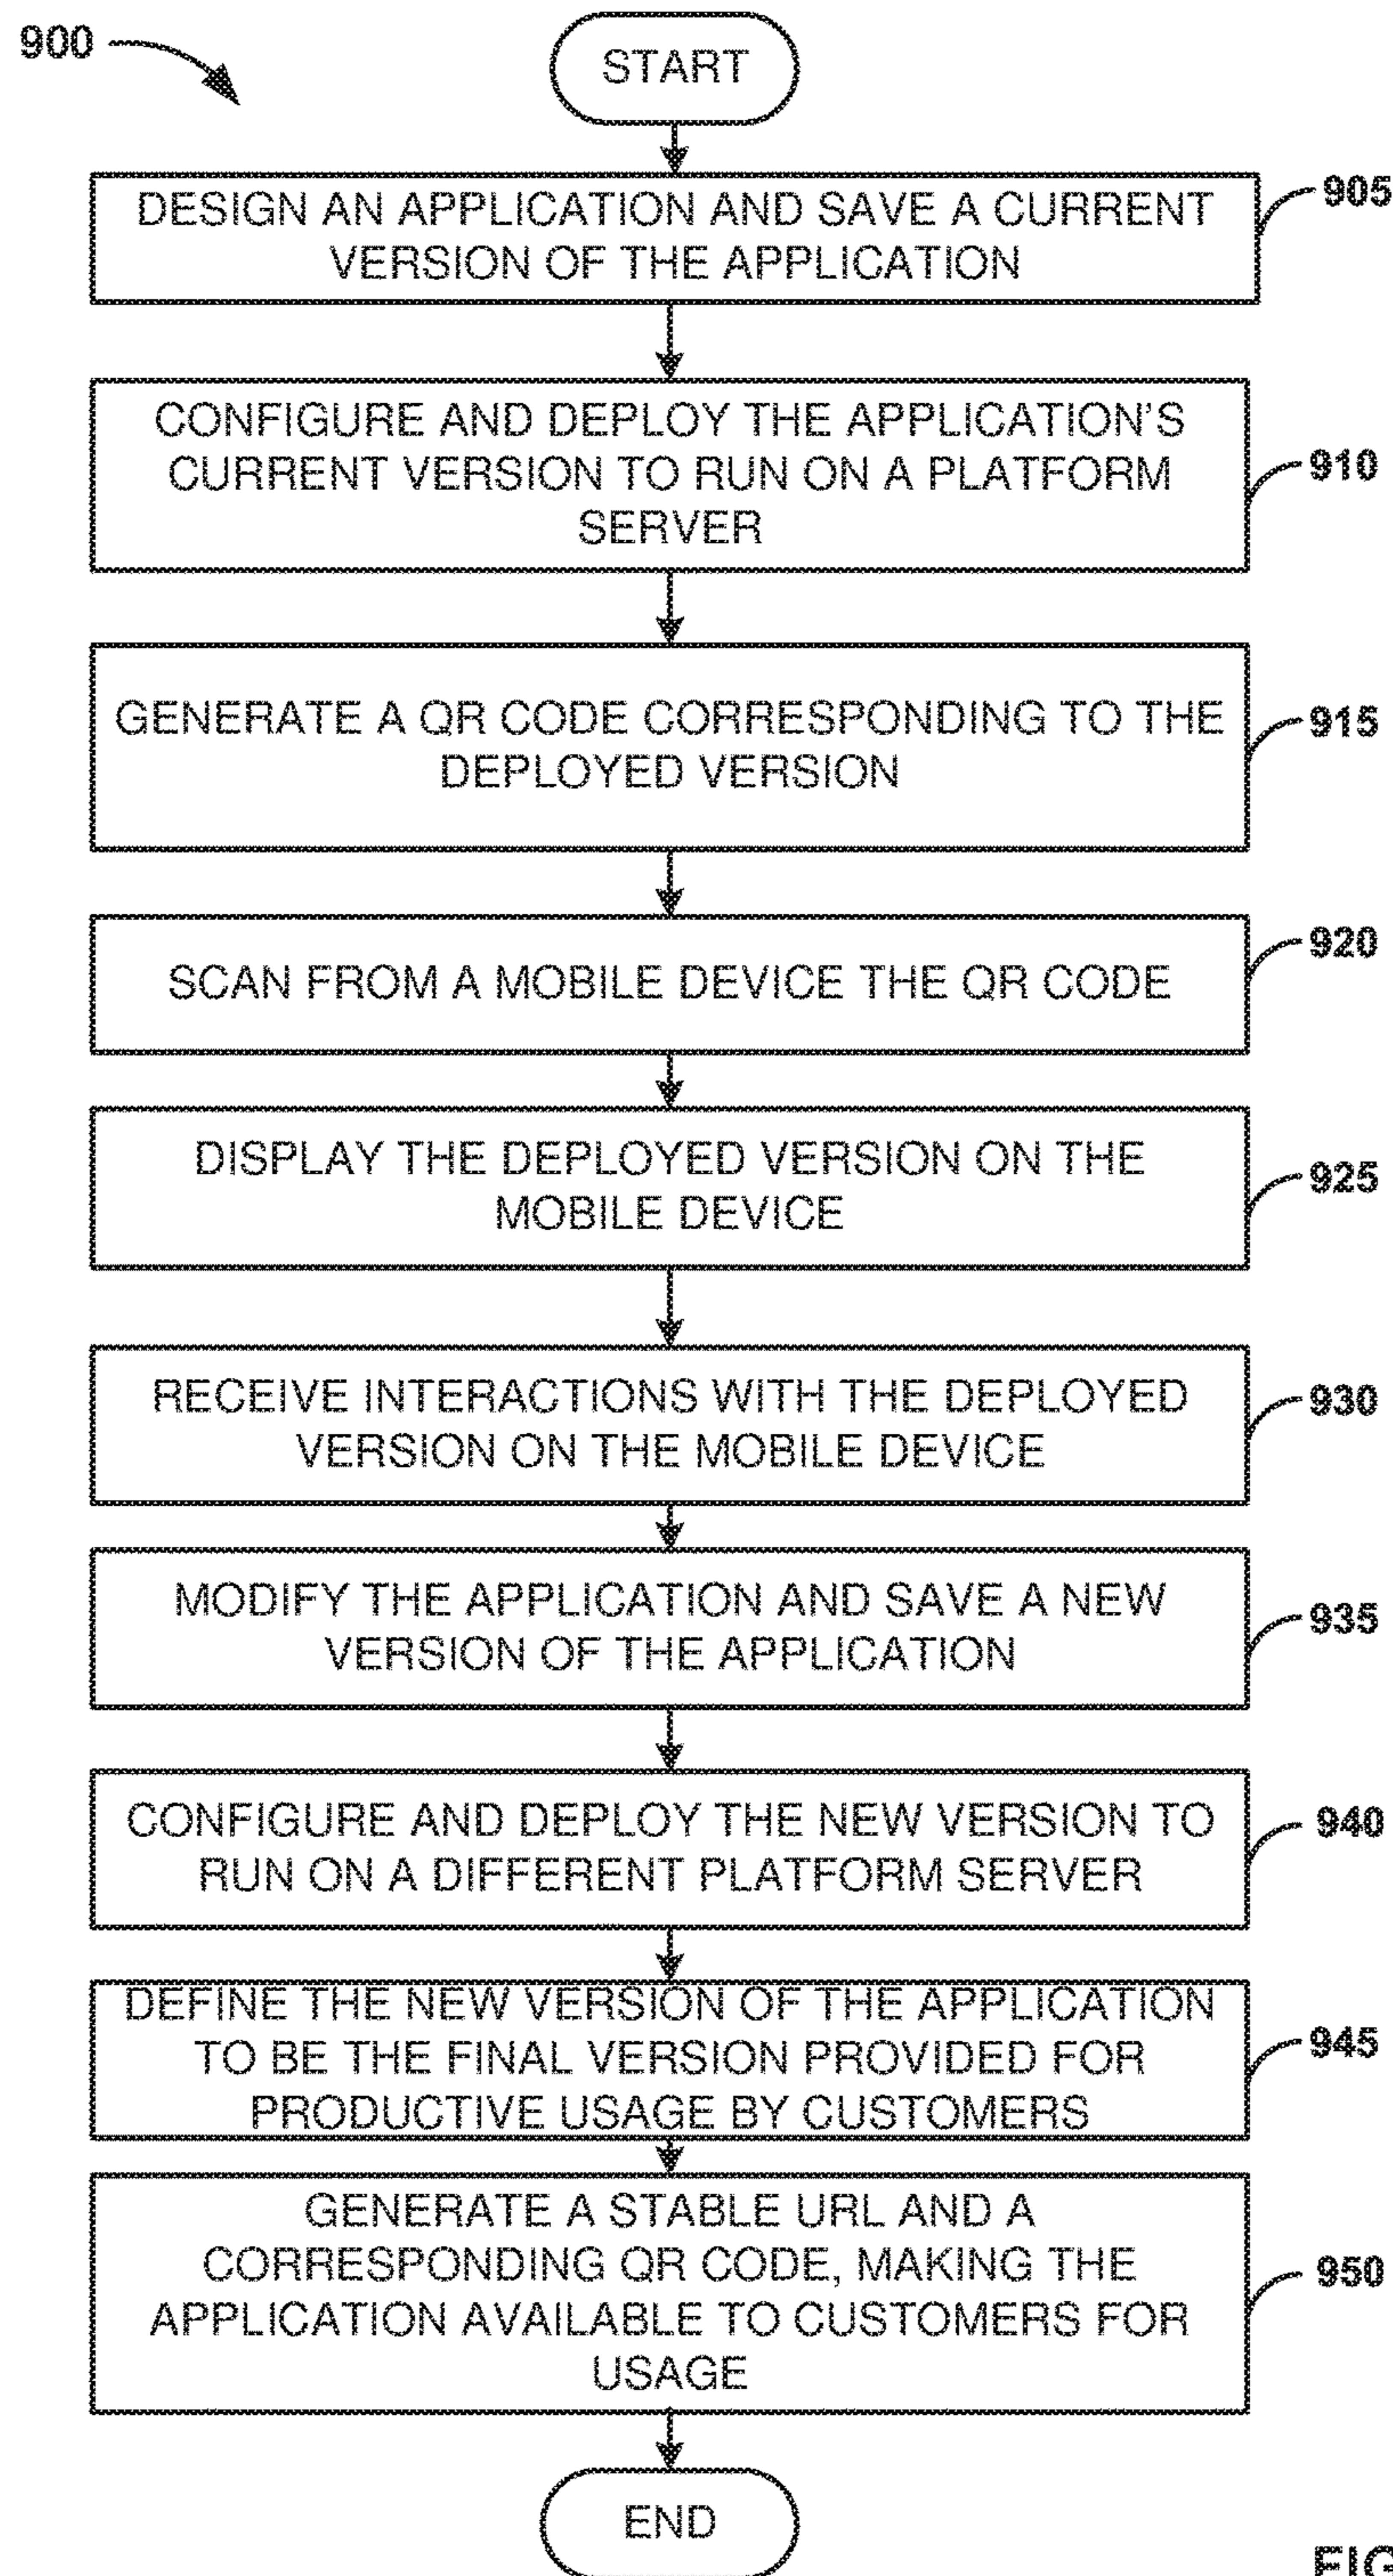 900
START
DESIGN AN APPLICATION AND SAVE A CURRENT
VERSION OF THE APPLICATION
905
CONFIGURE AND DEPLOY THE APPLICATION'S
CURRENT VERSION TO RUN ON A PLATFORM
SERVER
910
GENERATE A QR CODE CORRESPONDING TO THE
DEPLOYED VERSION
915
SCAN FROM A MOBILE DEVICE THE QR CODE
920
DISPLAY THE DEPLOYED VERSION ON THE
MOBILE DEVICE
925
RECEIVE INTERACTIONS WITH THE DEPLOYED
VERSION ON THE MOBILE DEVICE
930
MODIFY THE APPLICATION AND SAVE A NEW
VERSION OF THE APPLICATION
935
CONFIGURE AND DEPLOY THE NEW VERSION TO
RUN ON A DIFFERENT PLATFORM SERVER
940
DEFINE THE NEW VERSION OF THE APPLICATION
TO BE THE FINAL VERSION PROVIDED FOR
PRODUCTIVE USAGE BY CUSTOMERS
945
GENERATE A STABLE URL AND A
CORRESPONDING QR CODE, MAKING THE
APPLICATION AVAILABLE TO CUSTOMERS FOR
USAGE
950
END
FIG